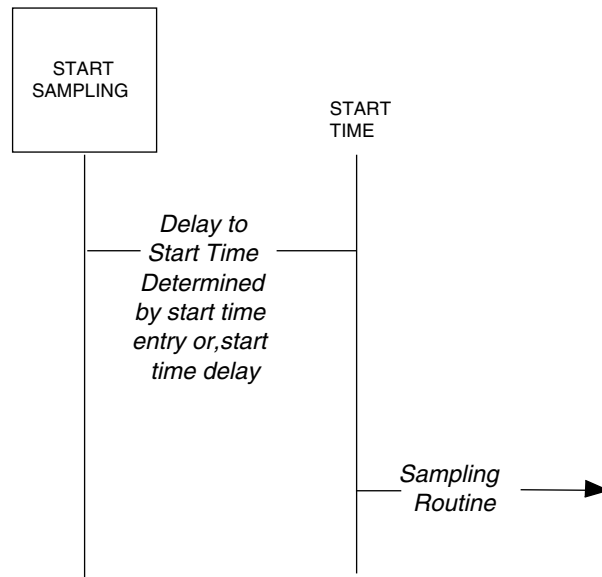 START
SAMPLING
START
TIME
Delay to
Start Time
Determined
by start time
entry or,start
time delay
Sampling
Routine